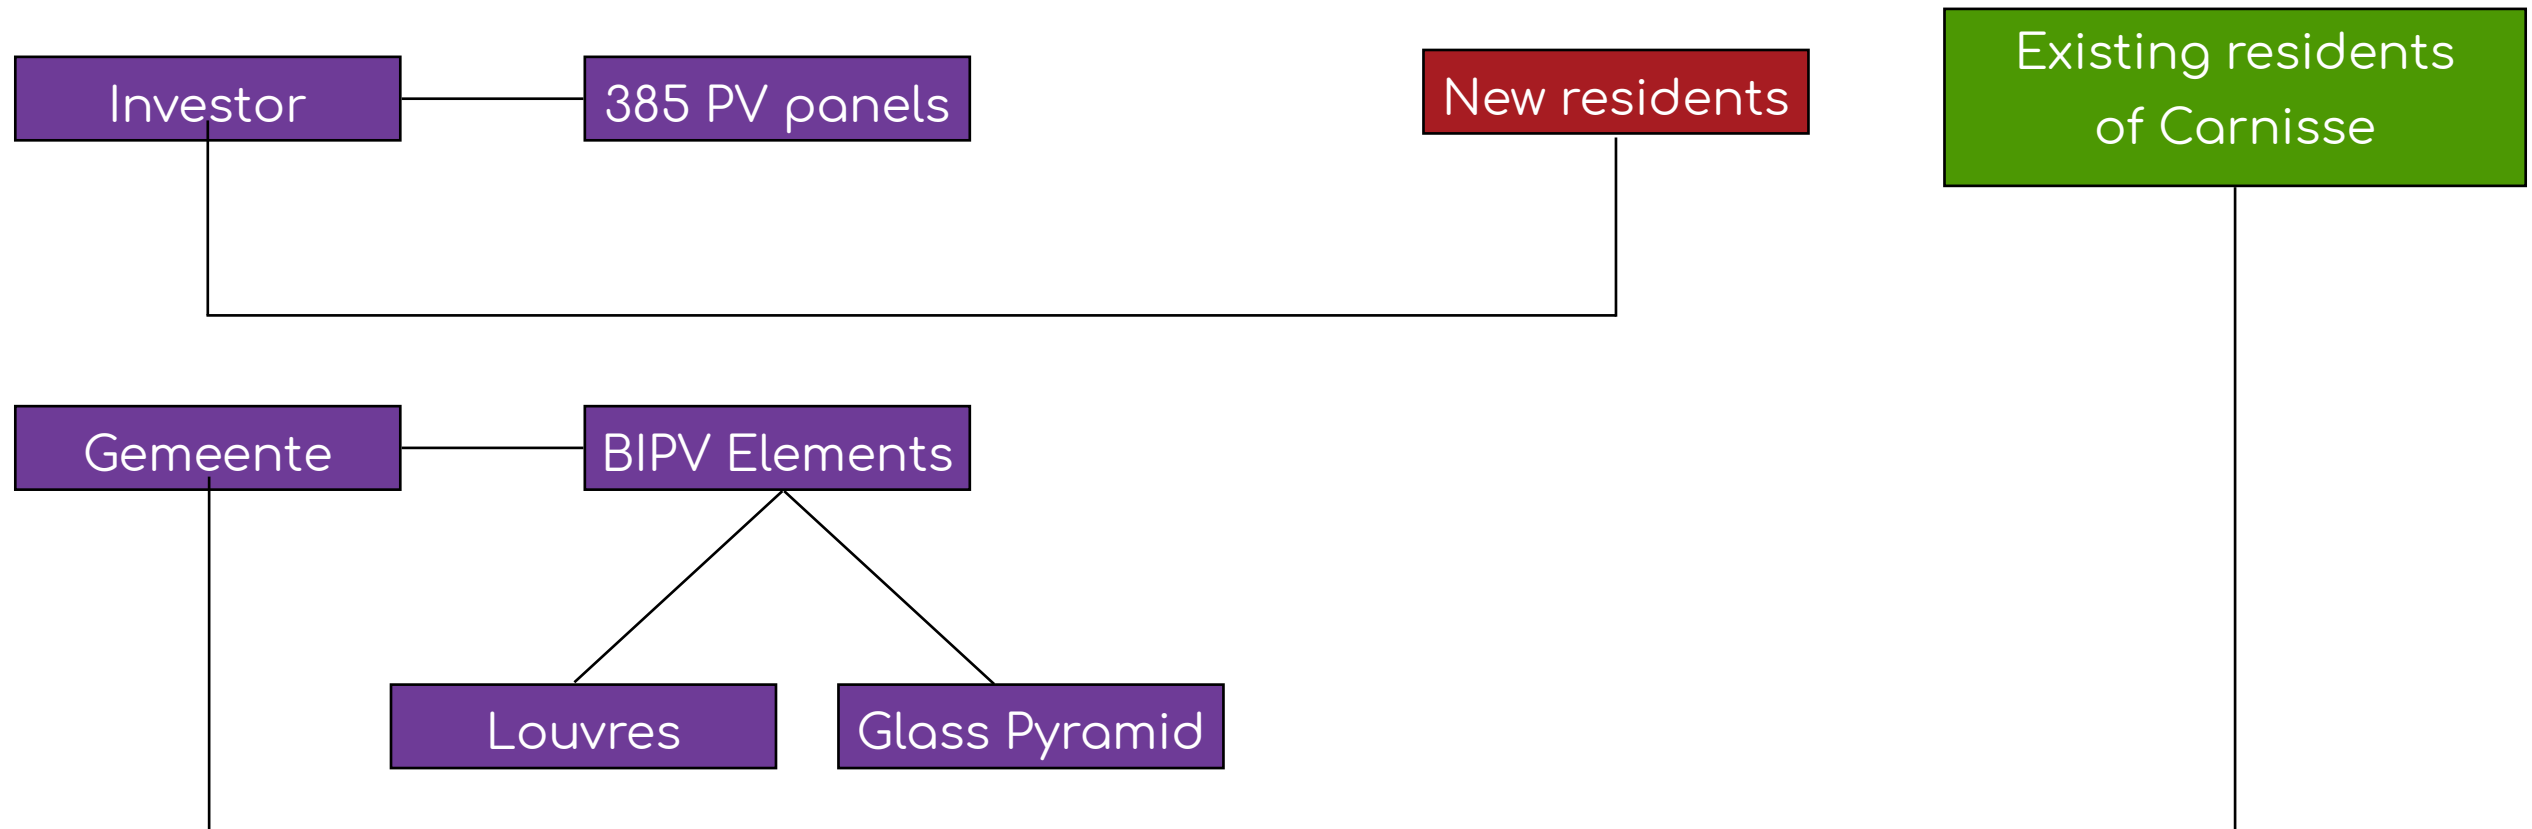 Investor
385 PV panels
New residents
Existing residents
of Carnisse
Gemeente
BIPV Elements
Louvres
Glass Pyramid